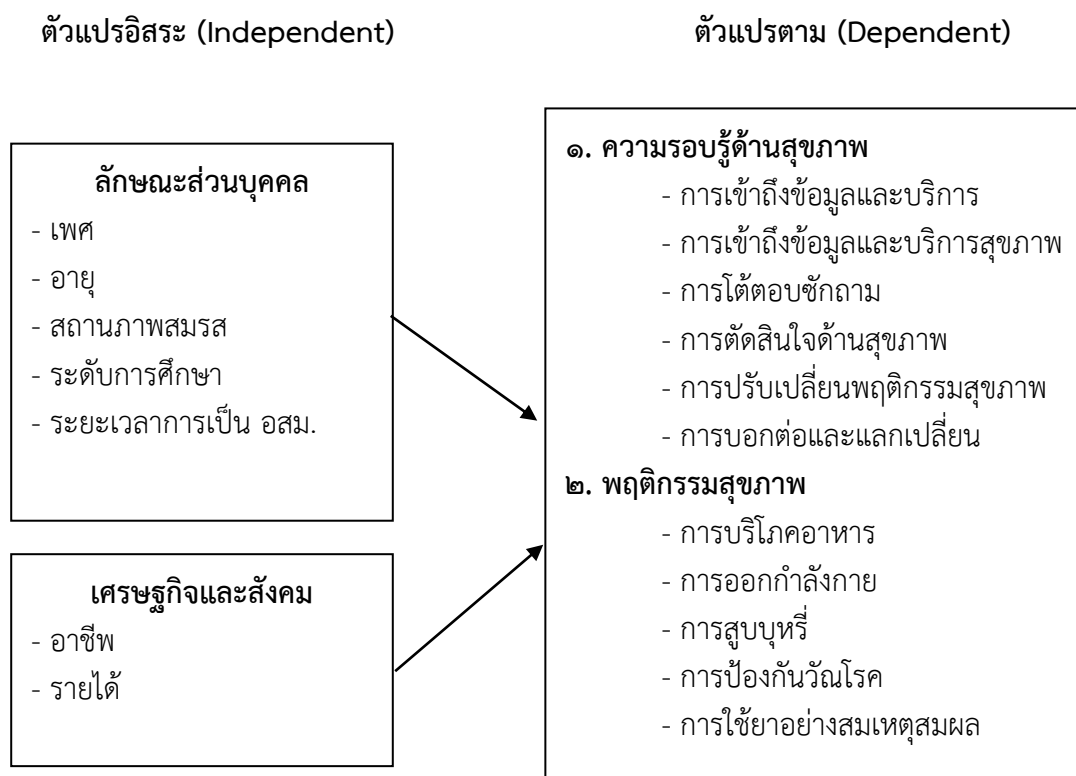 ตัวแปรอิสระ (Independent)
ตัวแปรตาม (Dependent)
ลักษณะส่วนบุคคล
- เพศ
- อายุ
- สถานภาพสมรส
- ระดับการศึกษา
- ระยะเวลาการเป็น อสม.
เศรษฐกิจและสังคม
- อาชีพ
- รายได้
๑. ความรอบรู้ด้านสุขภาพ
- การเข้าถึงข้อมูลและบริการ
- การเข้าถึงข้อมูลและบริการสุขภาพ
- การโต้ตอบซักถาม
- การตัดสินใจด้านสุขภาพ
- การปรับเปลี่ยนพฤติกรรมสุขภาพ
- การบอกต่อและแลกเปลี่ยน
๒. พฤติกรรมสุขภาพ
- การบริโภคอาหาร
- การออกกำลังกาย
- การสูบบุหรี่
- การป้องกันวัณโรค
- การใช้ยาอย่างสมเหตุสมผล